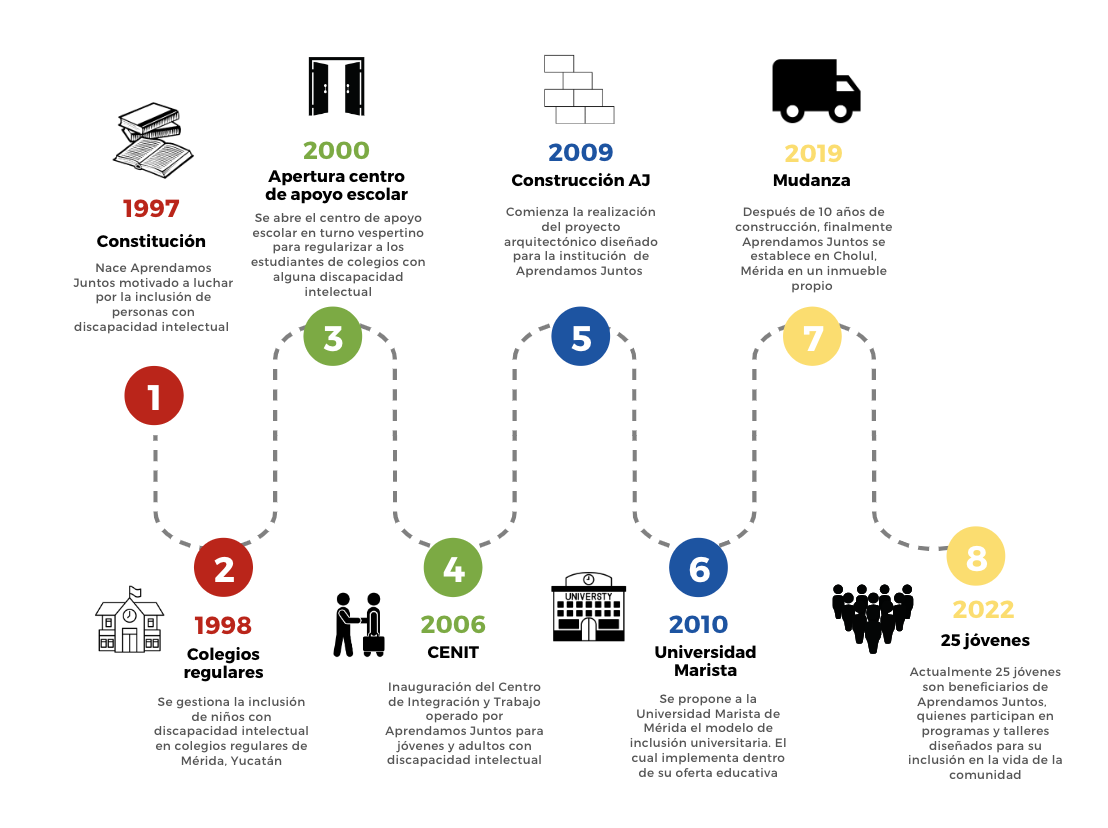 1997
Constitución
Nace Aprendamos
Juntos motivado a luchar
por la inclusión de
personas con
discapacidad intelectual
1
2
1998
Colegios
regulares
Se gestiona la inclusión
de niños con
discapacidad intelectual
en colegios regulares de
Mérida, Yucatán
2000
Apertura centro
de apoyo escolar
Se abre el centro de apoyo
escolar en turno vespertino
para regularizar a los
estudiantes de colegios con
alguna discapacidad
intelectual
3
4
2006
CENIT
Inauguración del Centro
de Integración y Trabajo
operado por
Aprendamos Juntos para
jóvenes y adultos con
discapacidad intelectual
2009
Construcción AJ
Comienza la realización
del proyecto
arquitectónico diseñado
para la institución de
Aprendamos Juntos
5
UNIVERSTY
6
2010
Universidad
Marista
Se propone a la
Universidad Marista de
Mérida el modelo de
inclusión universitaria. El
cual implementa dentro
de su oferta educativa
2019
Mudanza
Después de 10 años de
construcción, finalmente
Aprendamos Juntos se
establece en Cholul,
Mérida en un inmueble
propio
7
8
2022
25 jóvenes
Actualmente 25 jóvenes
son beneficiarios de
Aprendamos Juntos,
quienes participan en
programas y talleres
diseñados para su
inclusión en la vida de la
comunidad